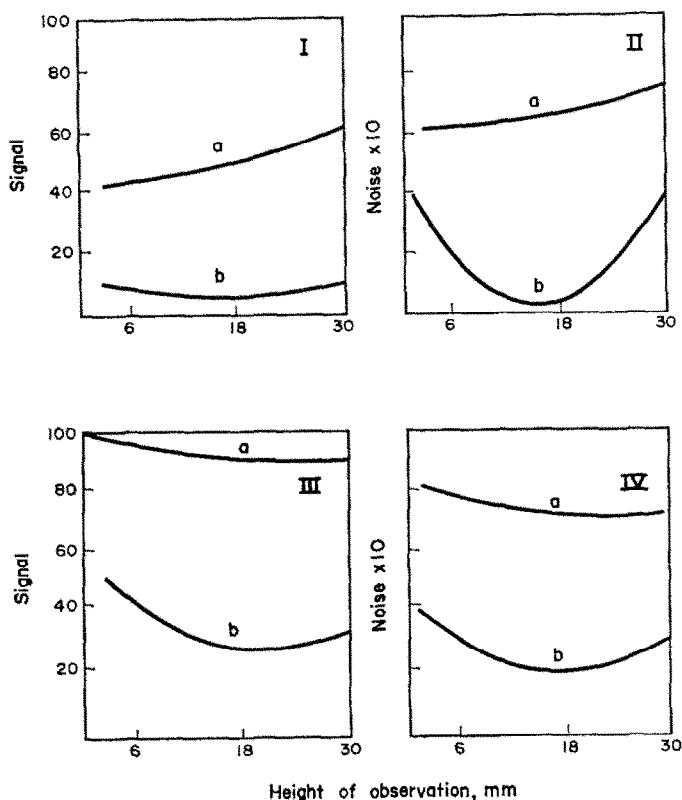 100
80
60
40
20
Signal
I
a
b
6 18 30
II
Noise x10
a
b
6 18 30
100
80
60
40
20
Signal
III
a
b
6 18 30
IV
Noise x10
a
b
6 18 30
Height of observation, mm